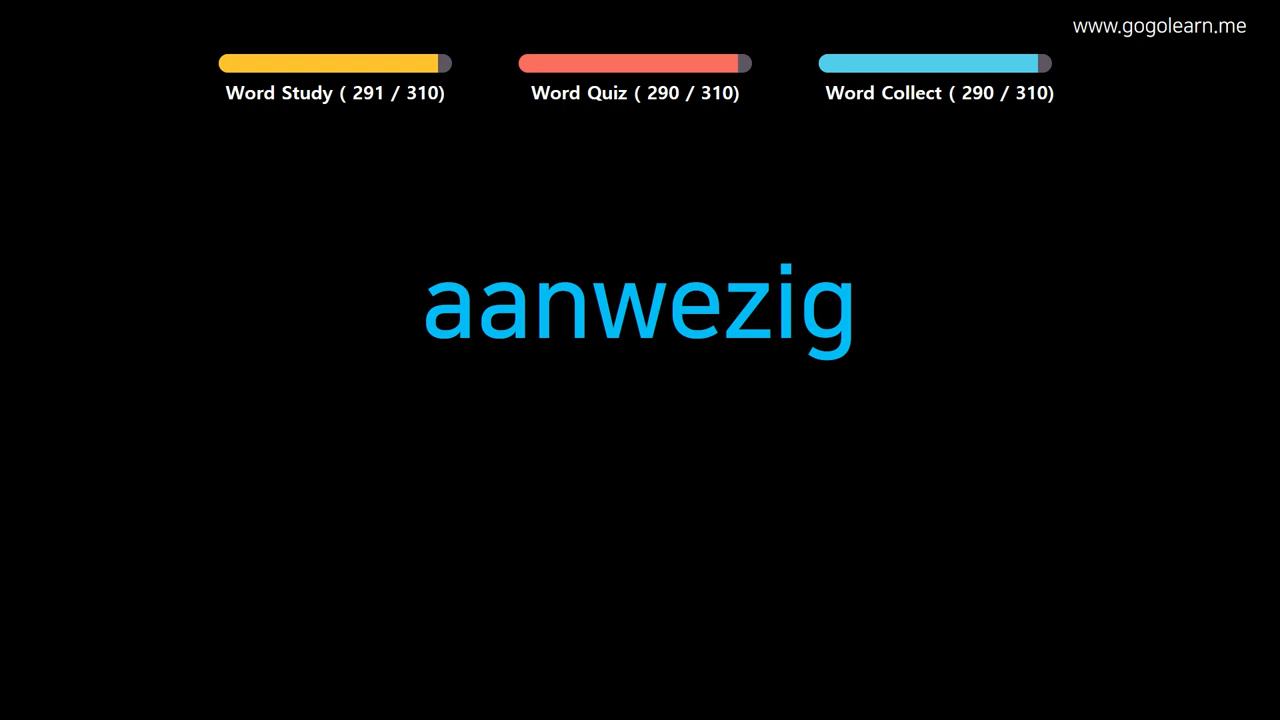 www.gogolearn.me
Word Study ( 291 / 310)
Word Quiz ( 290 / 310)
Word Collect ( 290 / 310)
aanwezig